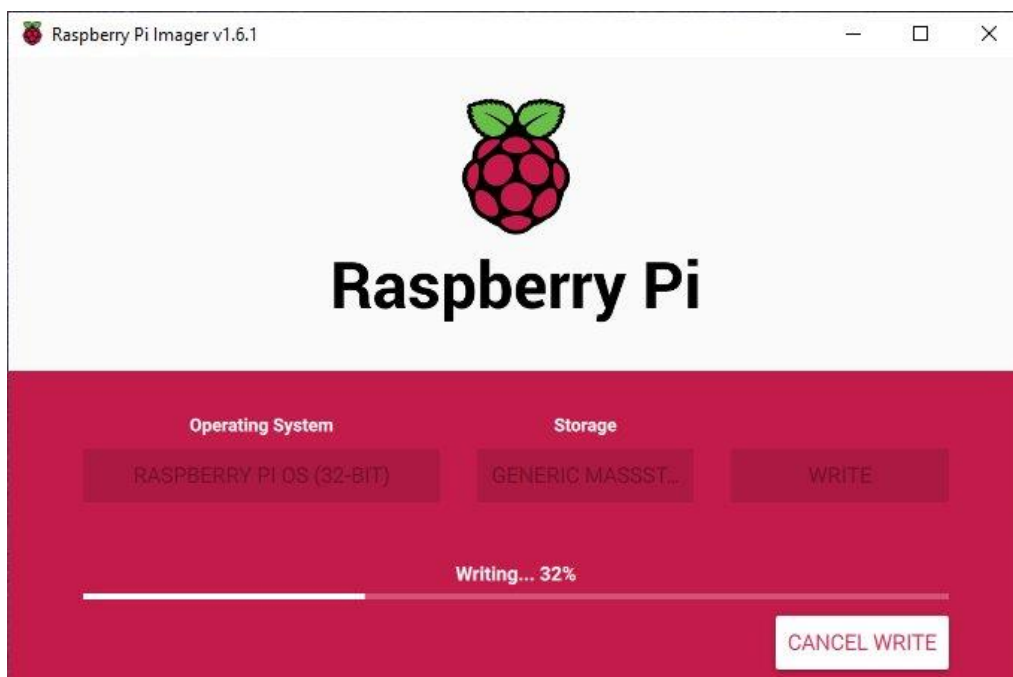 Raspberry Pi Imager v1.6.1
Raspberry Pi
Operating System
Storage
RASPBERRY PI OS (32-BIT)
GENERIC MASSST...
WRITE
Writing... 32%
CANCEL WRITE